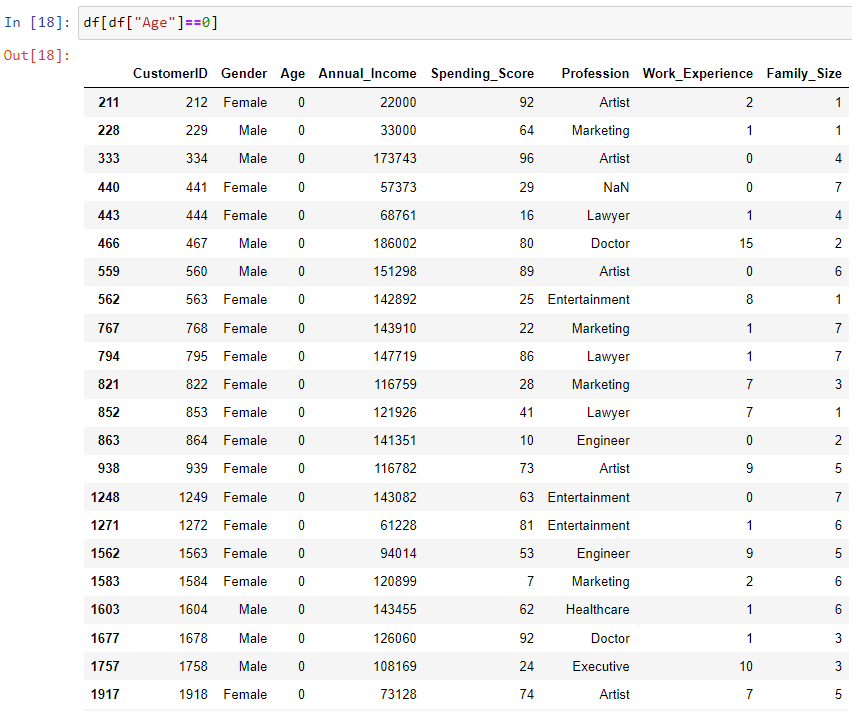 In [18]: df[df["Age"]==0]
Out[18]:
CustomerID Gender Age Annual_Income Spending_Score Profession Work_Experience Family_Size
211 212 Female 0 22000 92 Artist 2 1
228 229 Male 0 33000 64 Marketing 1 1
333 334 Male 0 173743 96 Artist 0 4
440 441 Female 0 57373 29 NaN 0 7
443 444 Female 0 68761 16 Lawyer 1 4
466 467 Male 0 186002 80 Doctor 15 2
559 560 Male 0 151298 89 Artist 0 6
562 563 Female 0 142892 25 Entertainment 8 1
767 768 Female 0 143910 22 Marketing 1 7
794 795 Female 0 147719 86 Lawyer 1 7
821 822 Female 0 116759 28 Marketing 7 3
852 853 Female 0 121926 41 Lawyer 7 1
863 864 Female 0 141351 10 Engineer 0 2
938 939 Female 0 116782 73 Artist 9 5
1248 1249 Female 0 143082 63 Entertainment 0 7
1271 1272 Female 0 61228 81 Entertainment 1 6
1562 1563 Female 0 94014 53 Engineer 9 5
1583 1584 Female 0 120899 7 Marketing 2 6
1603 1604 Male 0 143455 62 Healthcare 1 6
1677 1678 Male 0 126060 92 Doctor 1 3
1757 1758 Male 0 108169 24 Executive 10 3
1917 1918 Female 0 73128 74 Artist 7 5